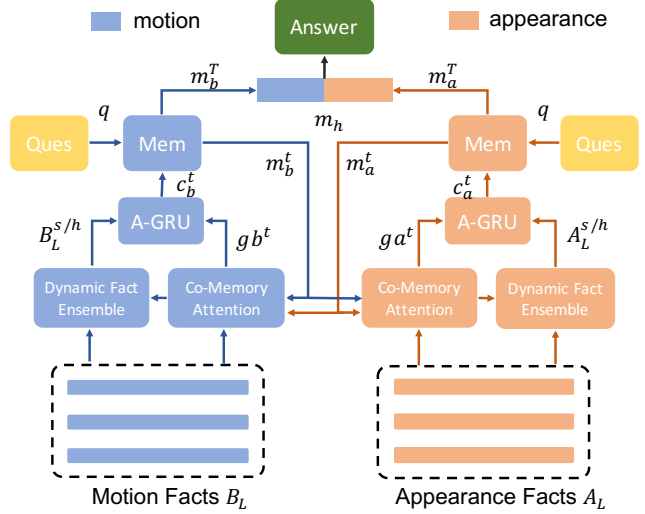 motion
Answer
appearance
$m_b^T$
$m_a^T$
$q$
$m_h$
$q$
Ques
Mem
$m_b^t$
$m_a^t$
Mem
Ques
$c_b^t$
$c_a^t$
$B_L^{s/h}$
A-GRU
$gb^t$
$ga^t$
A-GRU
$A_L^{s/h}$
Dynamic Fact
Ensemble
Co-Memory
Attention
Co-Memory
Attention
Dynamic Fact
Ensemble
Motion Facts $B_L$
Appearance Facts $A_L$